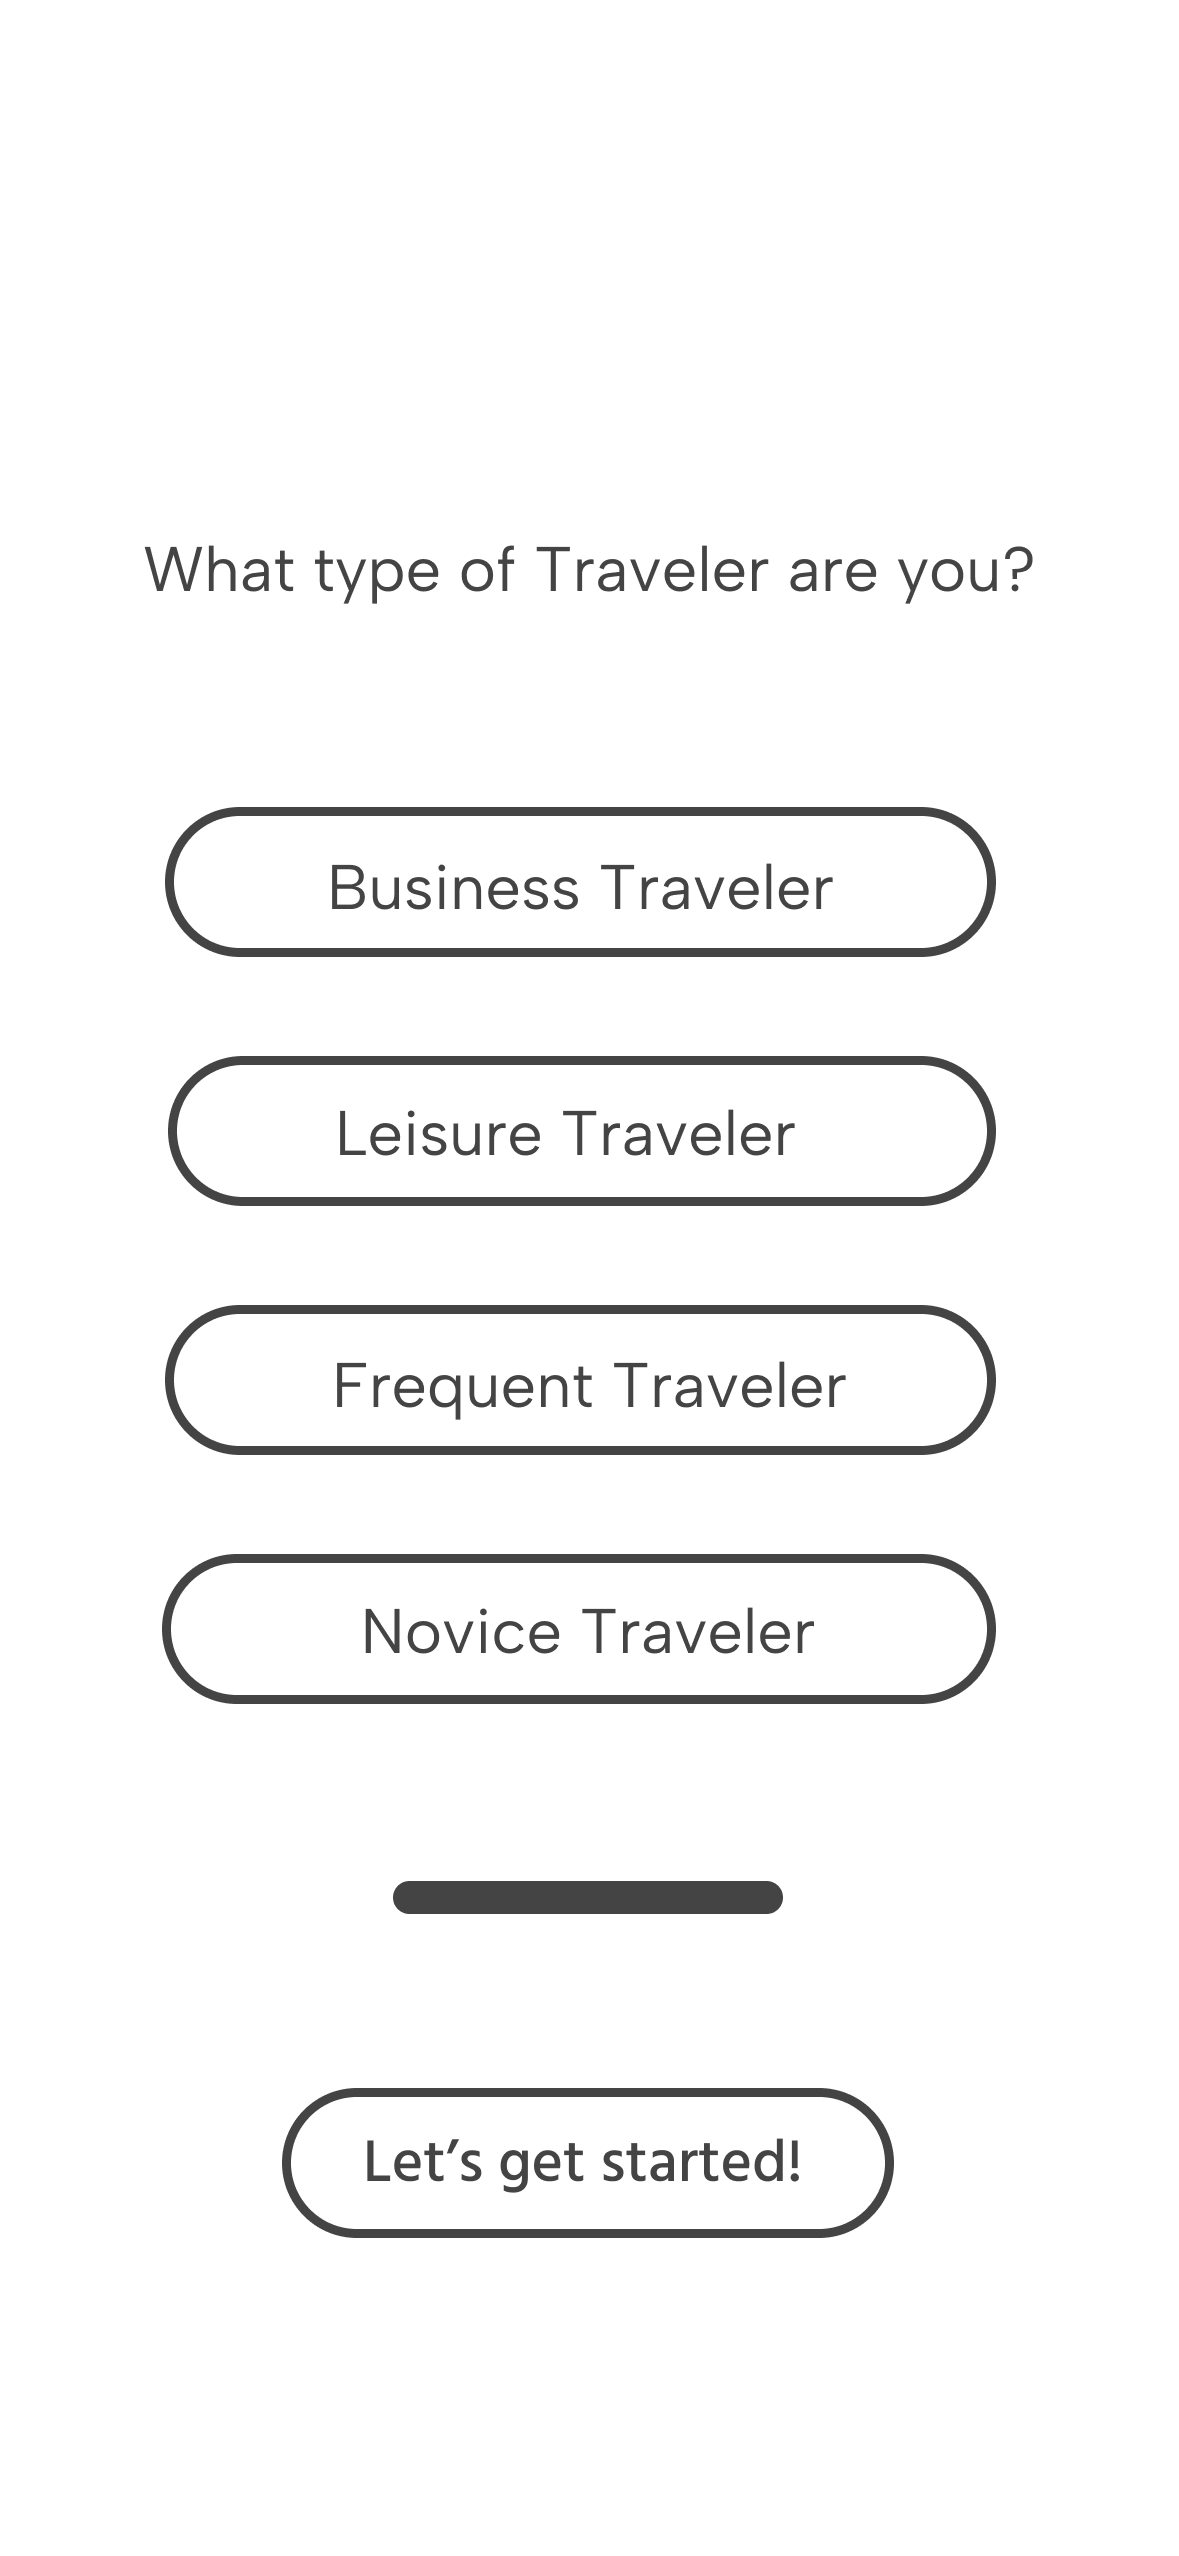 What type of Traveler are you?
Business Traveler
Leisure Traveler
Frequent Traveler
Novice Traveler
Let’s get started!